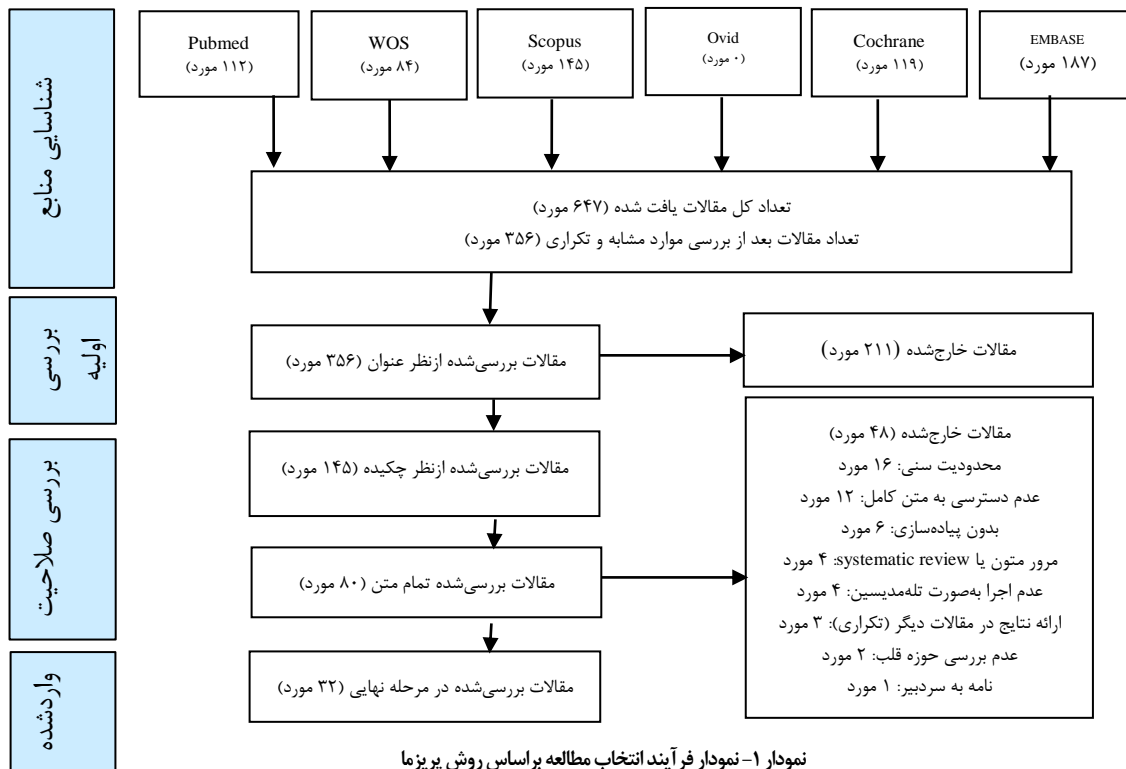 شناسایی منابع
Pubmed
(۱۱۲ مورد)
WOS
(۸۴ مورد)
Scopus
(۱۴۵ مورد)
Ovid
(۰ مورد)
Cochrane
(۱۱۹ مورد)
EMBASE
(۱۸۷ مورد)
تعداد کل مقالات یافت شده (۶۴۷ مورد)
تعداد مقالات بعد از بررسی موارد مشابه و تکراری (۳۵۶ مورد)
بررسی
اولیه
مقالات بررسی‌شده ازنظر عنوان (۳۵۶ مورد)
مقالات خارج‌شده (۲۱۱ مورد)
بررسی صلاحیت
مقالات بررسی‌شده ازنظر چکیده (۱۴۵ مورد)
مقالات بررسی‌شده تمام متن (۸۰ مورد)
مقالات خارج‌شده (۴۸ مورد)
محدودیت سنی: ۱۶ مورد
عدم دسترسی به متن کامل: ۱۲ مورد
بدون پیاده‌سازی: ۶ مورد
مرور متون یا systematic review: ۴ مورد
عدم اجرا به‌صورت تله‌مدیسین: ۴ مورد
ارائه نتایج در مقالات دیگر (تکراری): ۳ مورد
عدم بررسی حوزه قلب: ۲ مورد
نامه به سردبیر: ۱ مورد
واردشده
مقالات بررسی‌شده در مرحله نهایی (۳۲ مورد)
نمودار ۱- نمودار فرآیند انتخاب مطالعه براساس روش پریزما